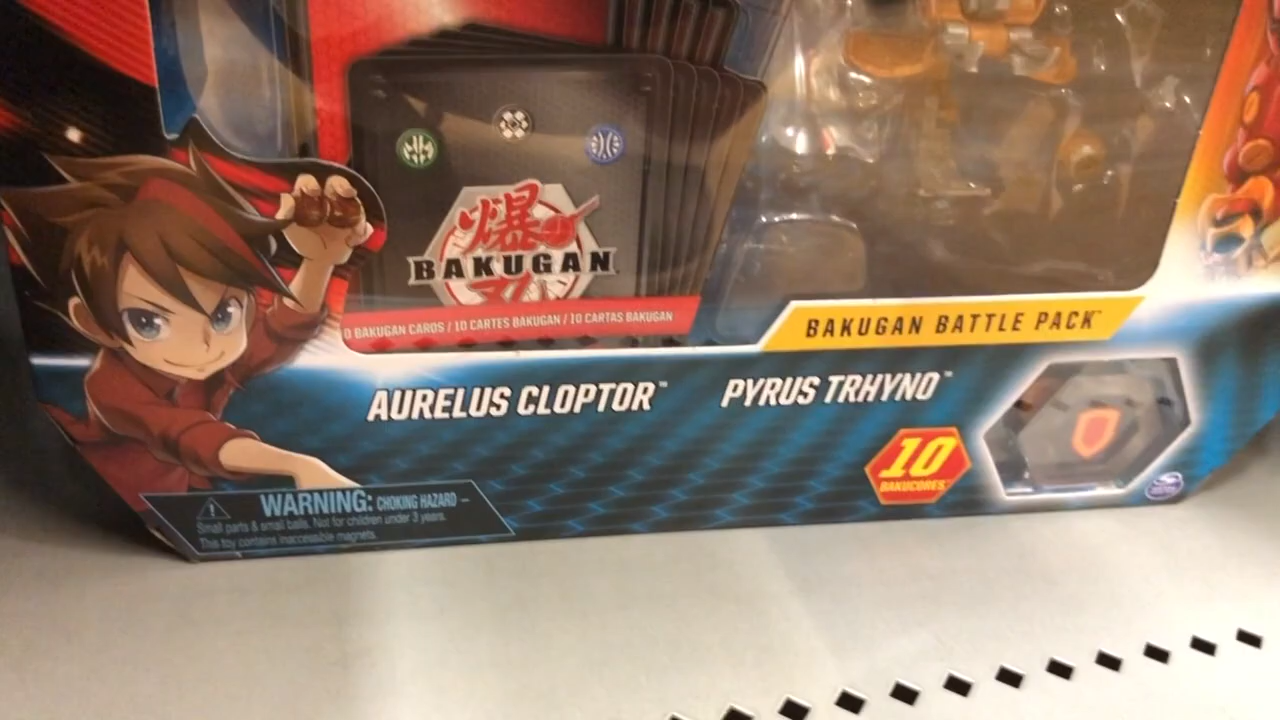 爆
BAKUGAN
0 BAKUGAN CARDS / 10 CARTES BAKUGAN / 10 CARTAS BAKUGAN
BAKUGAN BATTLE PACK™
AURELUS CLOPTOR™
PYRUS TRHYNO™
10
BAKUCORES
WARNING: CHOKING HAZARD –
Small parts & small balls. Not for children under 3 years.
This toy contains inaccessible magnets.